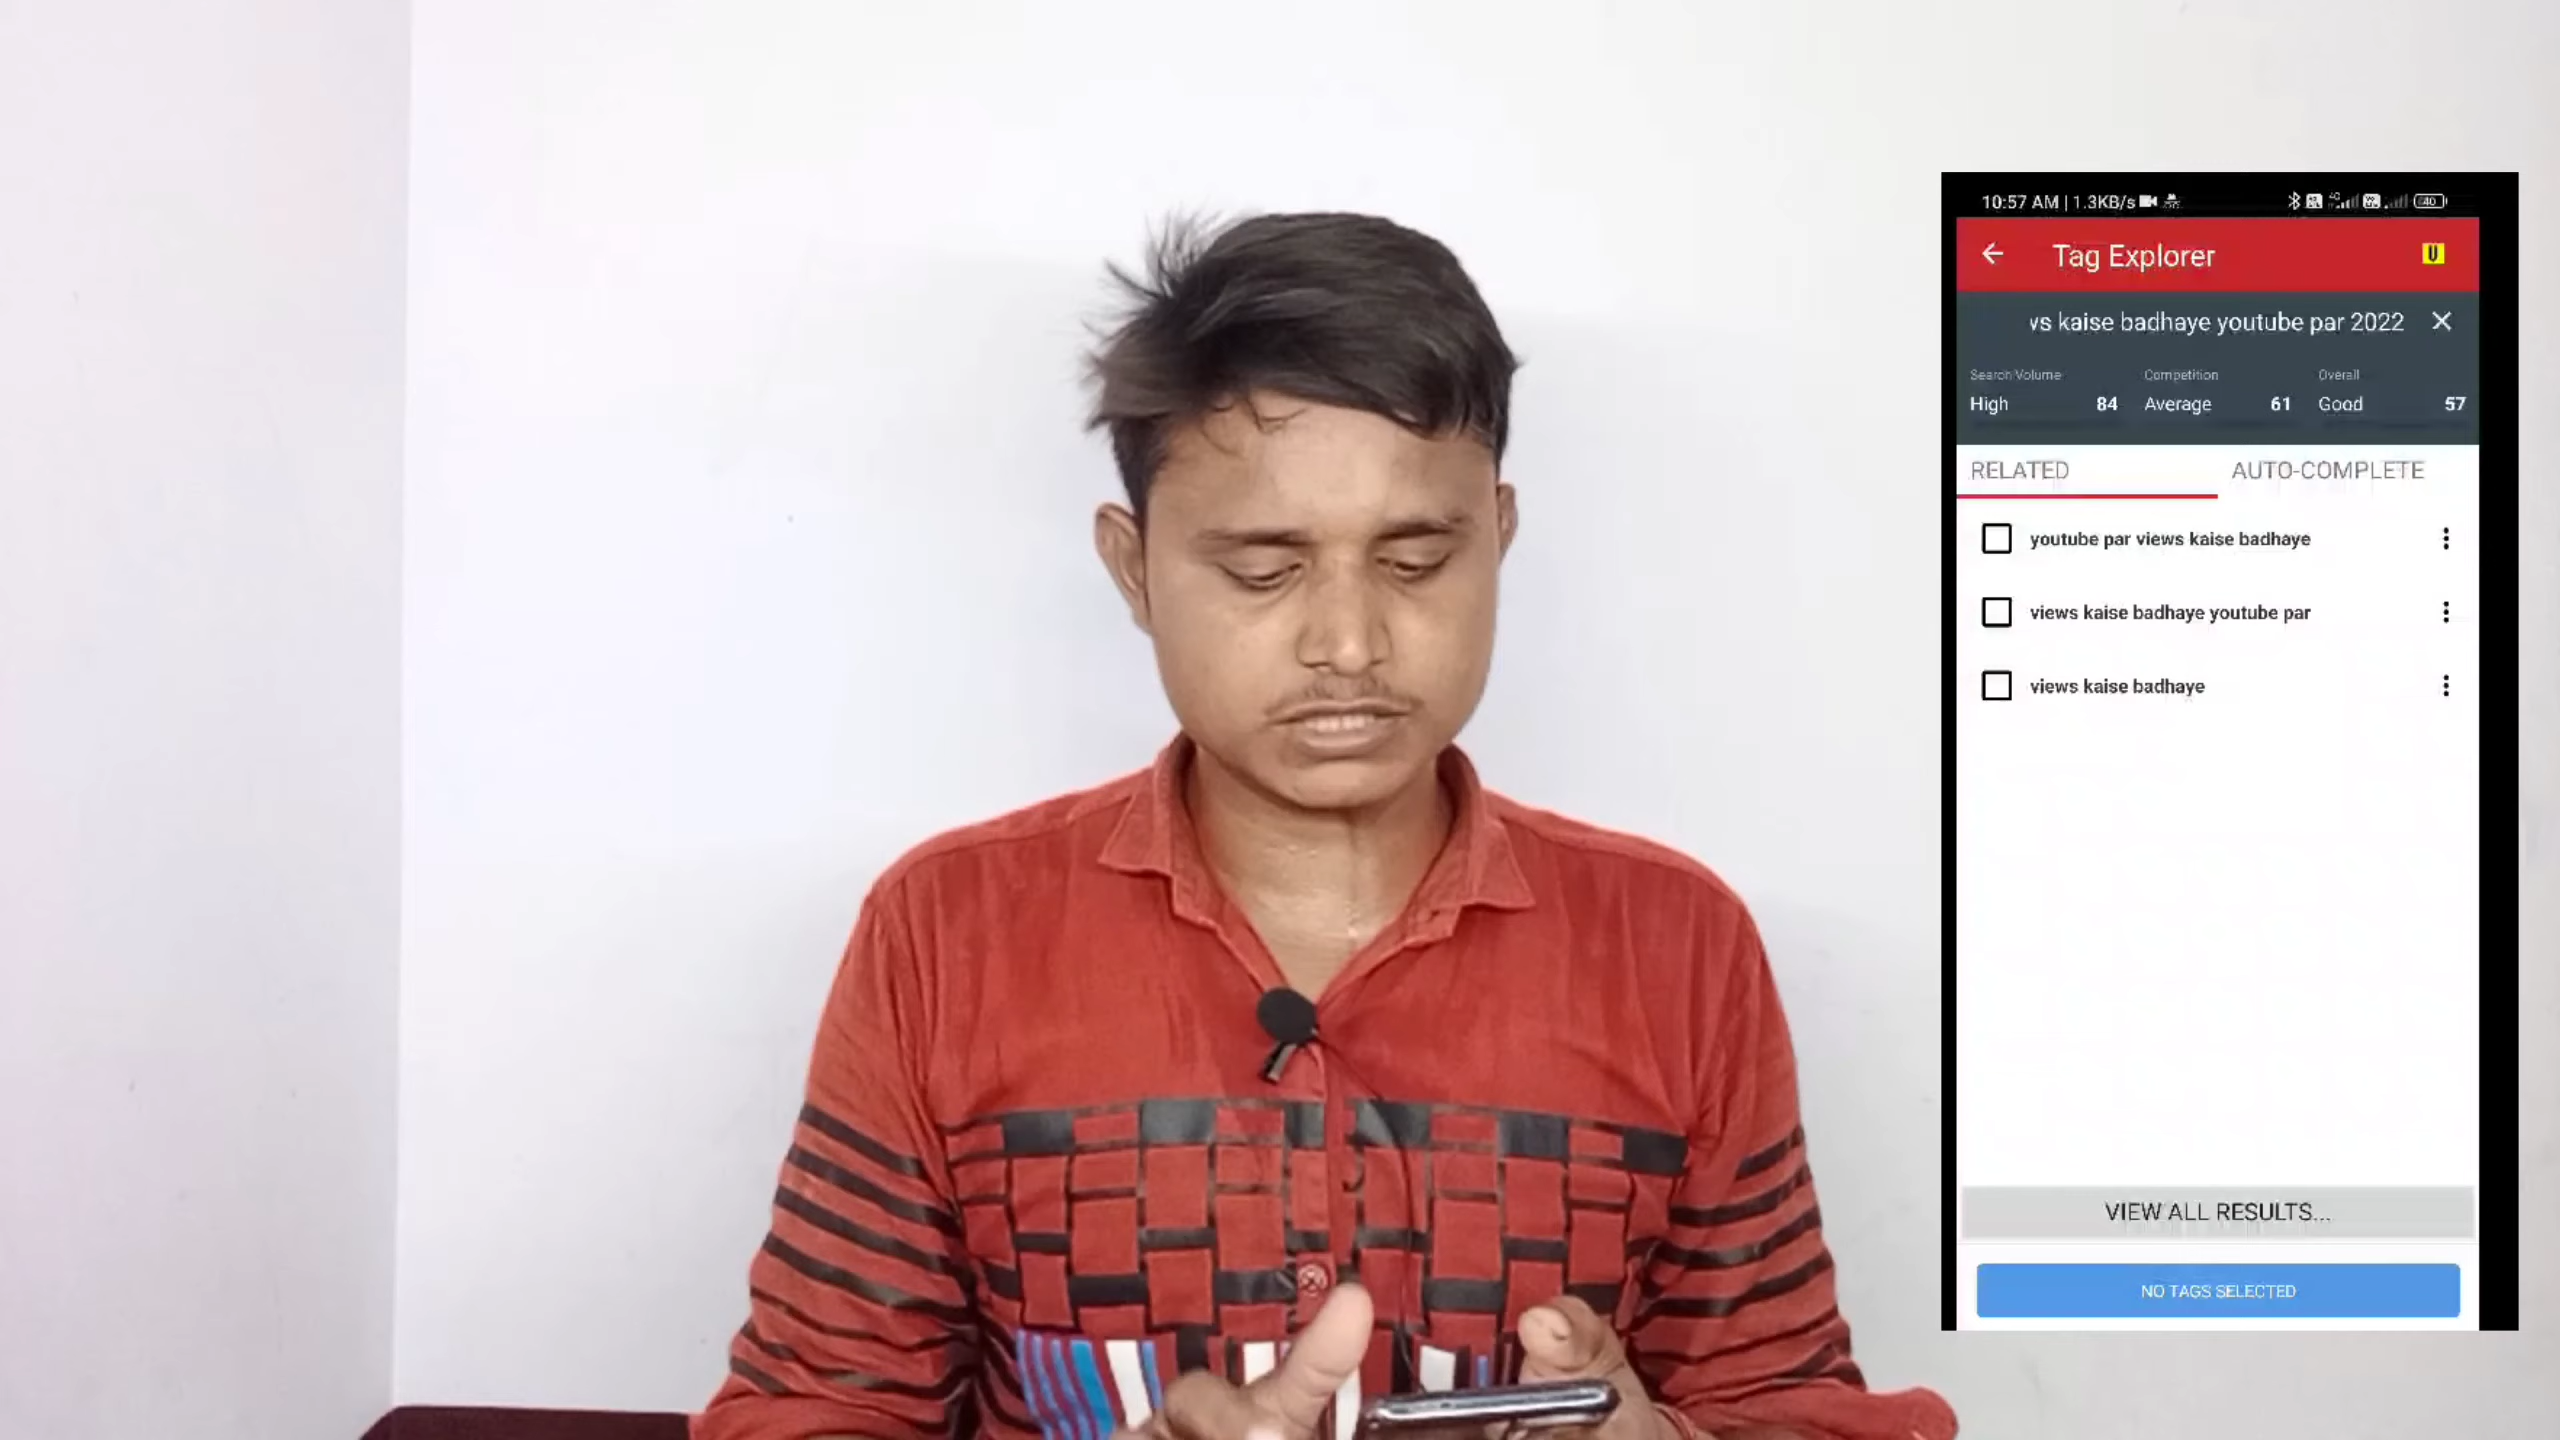 10:57 AM | 1.3KB/s
40
Tag Explorer
U
vs kaise badhaye youtube par 2022
Search Volume Competition Overall
High 84 Average 61 Good 57
RELATED AUTO-COMPLETE
youtube par views kaise badhaye
views kaise badhaye youtube par
views kaise badhaye
VIEW ALL RESULTS...
NO TAGS SELECTED